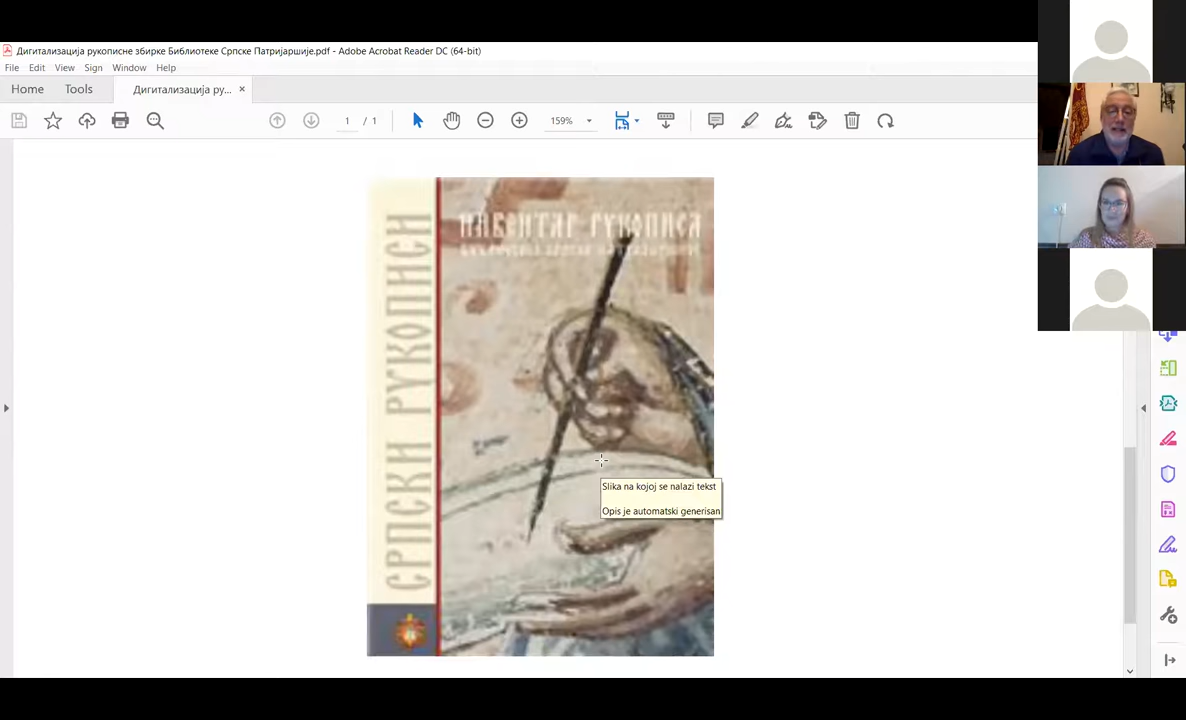 Дигитализација рукописне збирке Библиотеке Српске Патријаршије.pdf - Adobe Acrobat Reader DC (64-bit)
File Edit View Sign Window Help
Home Tools Дигитализација ру... ×
1 / 1 159%
СРПСКИ РУКОПИСИ
ИНВЕНТАР РУКОПИСА
Slika na kojoj se nalazi tekst
Opis je automatski generisan